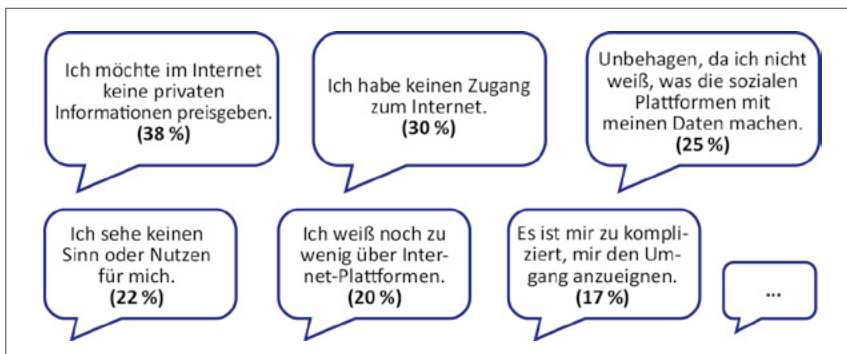 Ich möchte im Internet
keine privaten
Informationen preisgeben.
(38 %)
Ich habe keinen Zugang
zum Internet.
(30 %)
Unbehagen, da ich nicht
weiß, was die sozialen
Plattformen mit
meinen Daten machen.
(25 %)
Ich sehe keinen
Sinn oder Nutzen
für mich.
(22 %)
Ich weiß noch zu
wenig über Inter-
net-Plattformen.
(20 %)
Es ist mir zu kompli-
ziert, mir den Um-
gang anzueignen.
(17 %)
...